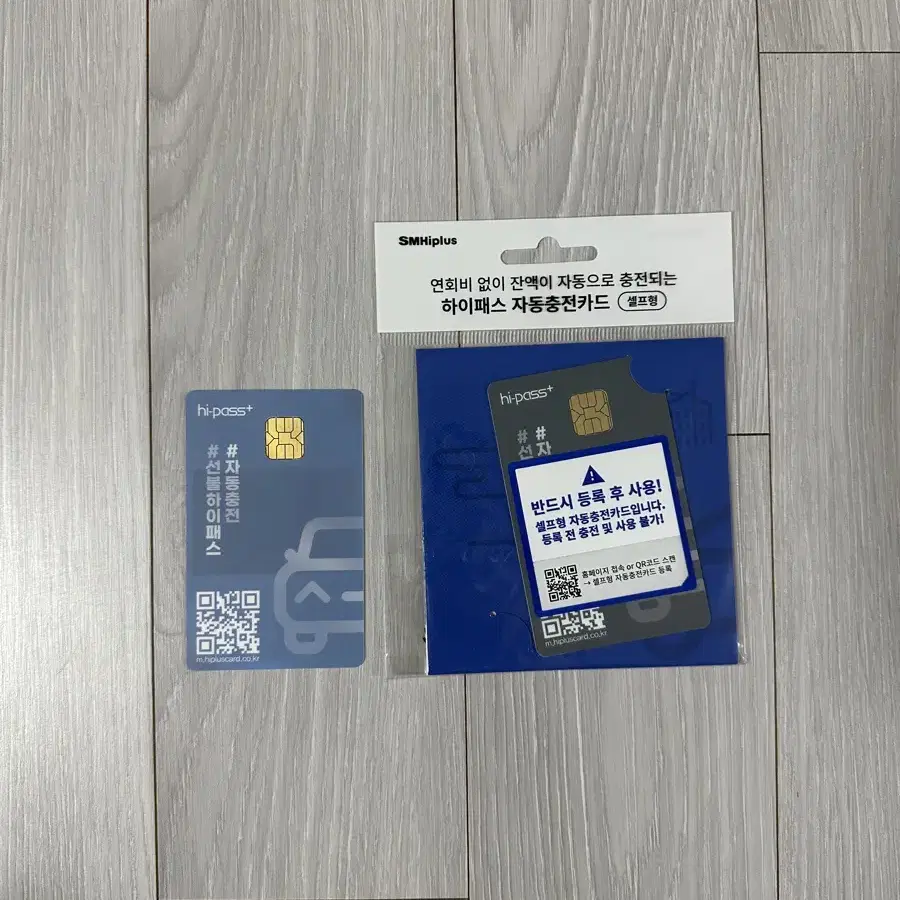 SMHiplus
연회비 없이 잔액이 자동으로 충전되는
하이패스 자동충전카드 셀프형
hi-pass+
#자동충전
#선불하이패스
m.hipluscard.co.kr
hi-pass+
#자
#선
반드시 등록 후 사용!
셀프형 자동충전카드입니다.
등록 전 충전 및 사용 불가!
홈페이지 접속 or QR코드 스캔
→ 셀프형 자동충전카드 등록
m.hipluscard.co.kr